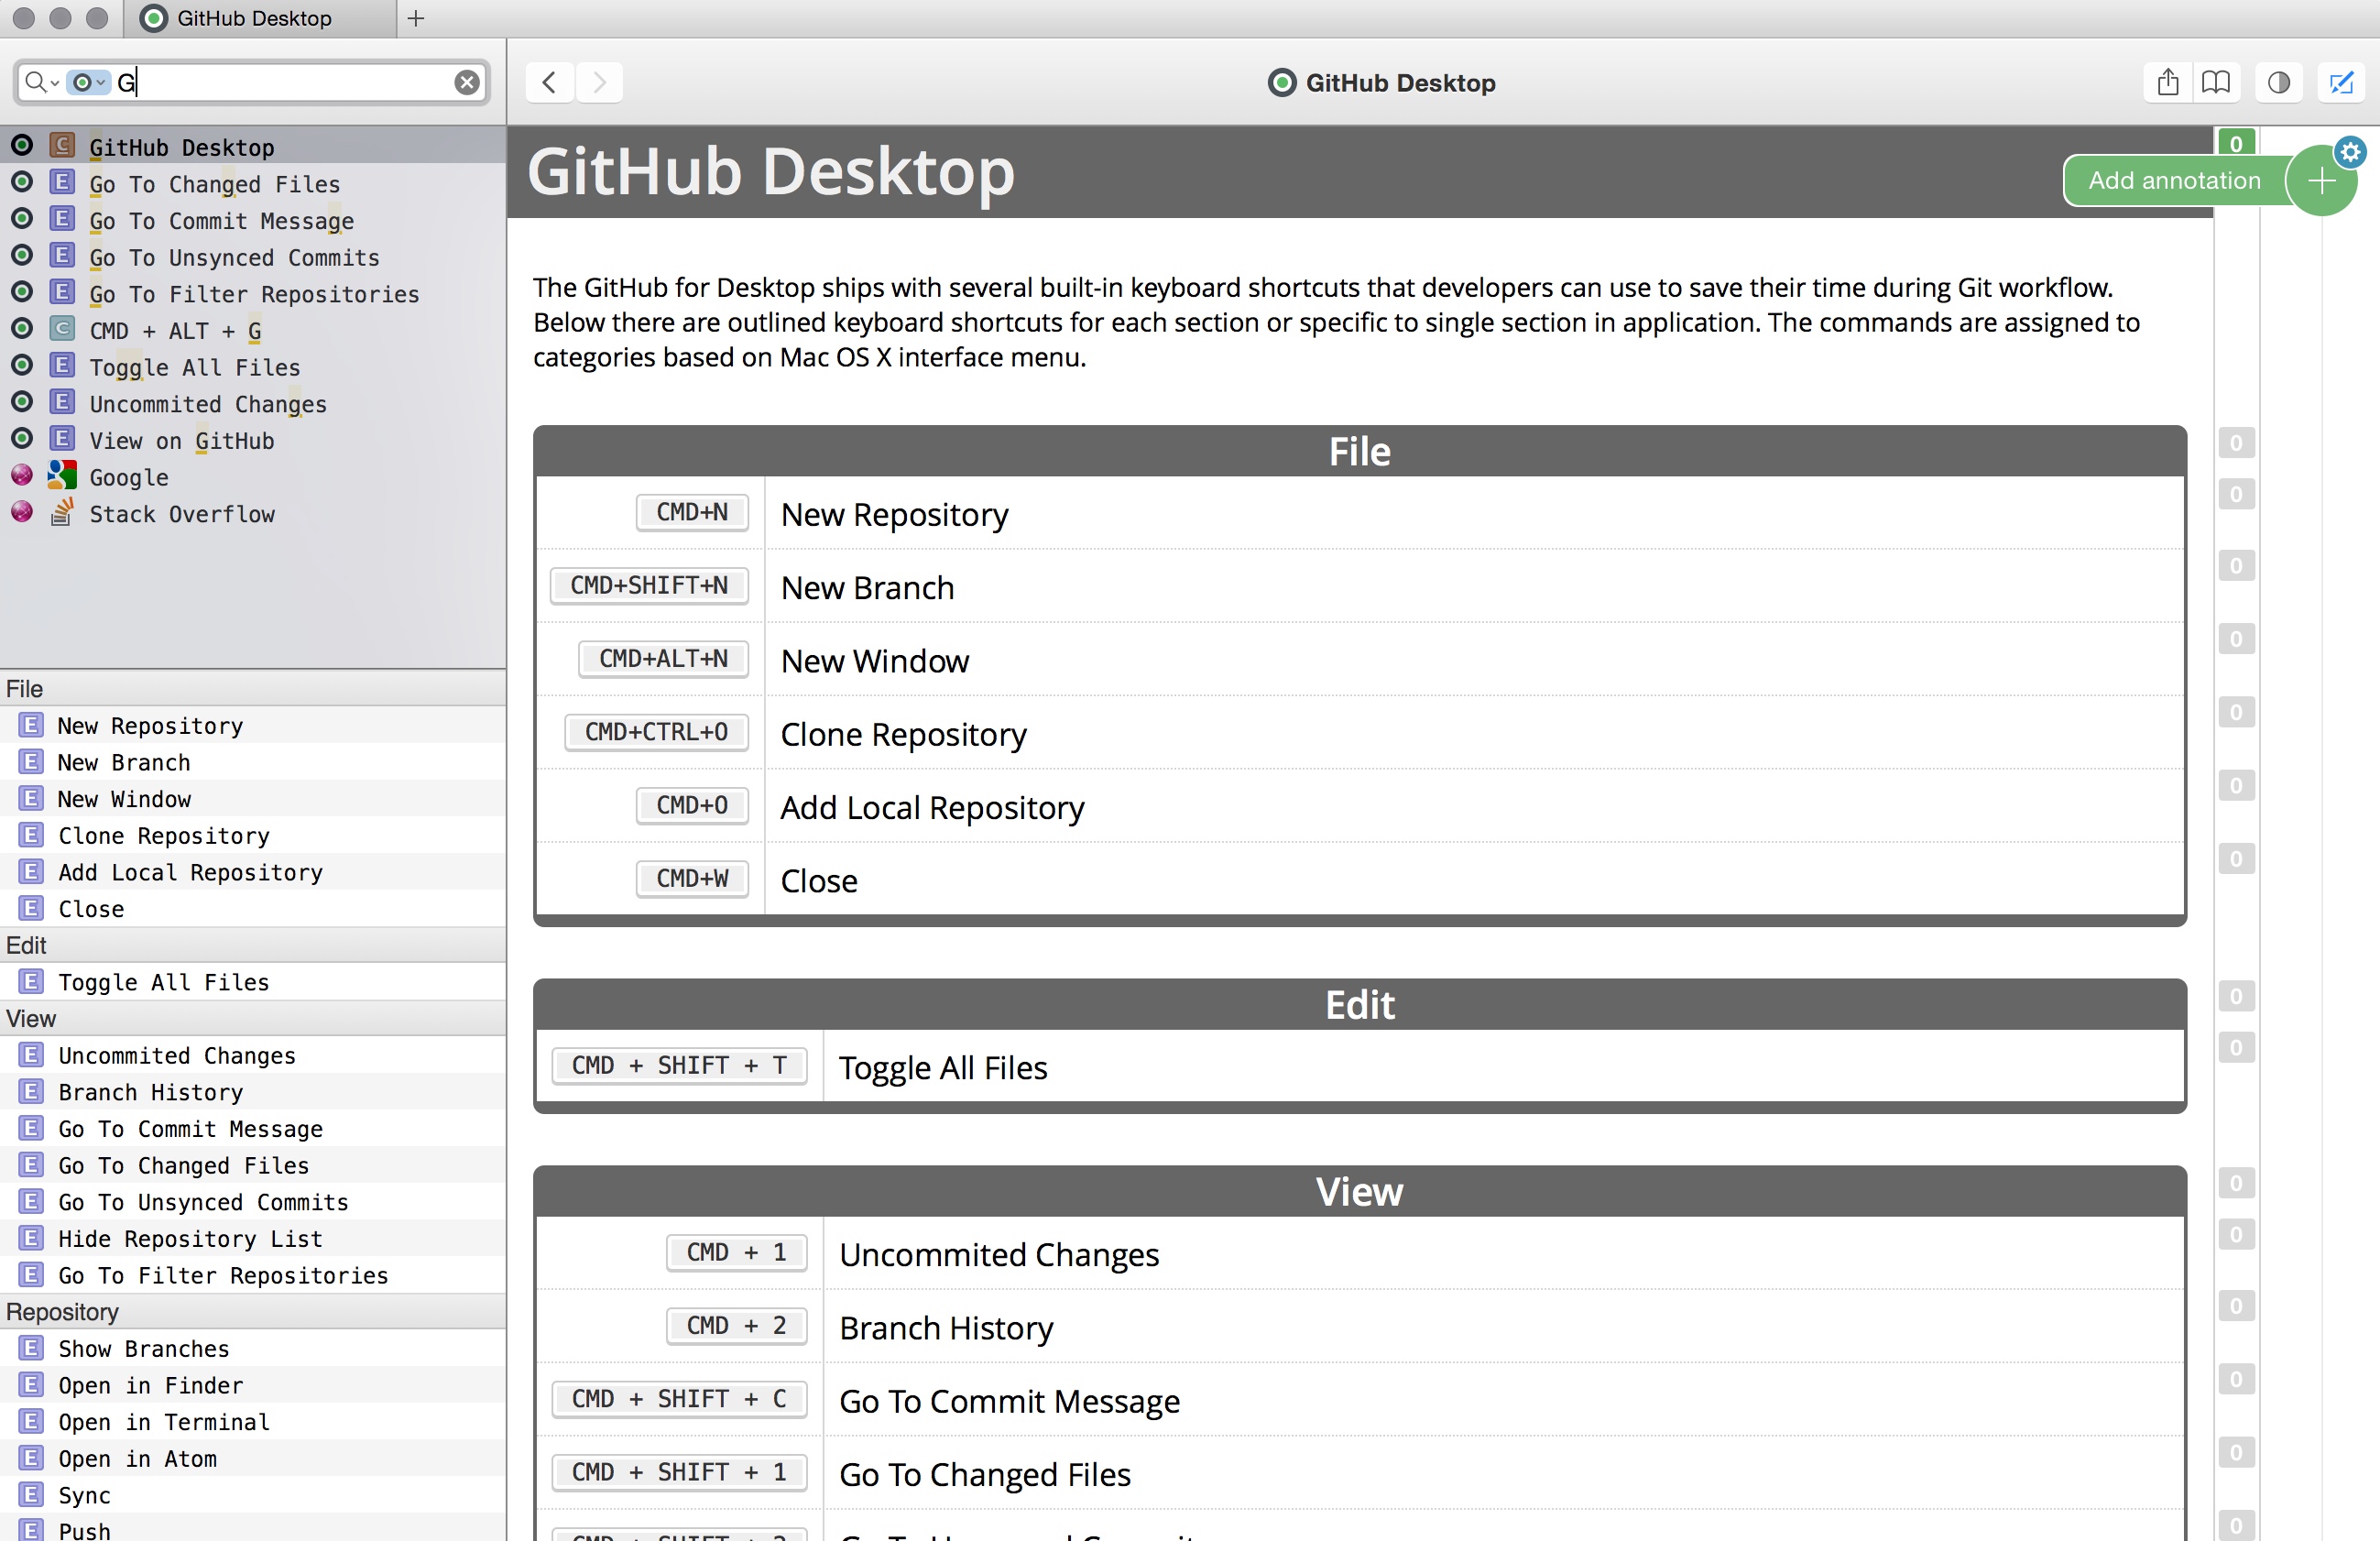 GitHub Desktop
G
GitHub Desktop
Go To Changed Files
Go To Commit Message
Go To Unsynced Commits
Go To Filter Repositories
CMD + ALT + G
Toggle All Files
Uncommited Changes
View on GitHub
Google
Stack Overflow
File
New Repository
New Branch
New Window
Clone Repository
Add Local Repository
Close
Edit
Toggle All Files
View
Uncommited Changes
Branch History
Go To Commit Message
Go To Changed Files
Go To Unsynced Commits
Hide Repository List
Go To Filter Repositories
Repository
Show Branches
Open in Finder
Open in Terminal
Open in Atom
Sync
Push
GitHub Desktop
GitHub Desktop
0
Add annotation
The GitHub for Desktop ships with several built-in keyboard shortcuts that developers can use to save their time during Git workflow.
Below there are outlined keyboard shortcuts for each section or specific to single section in application. The commands are assigned to
categories based on Mac OS X interface menu.
File 0
CMD+N New Repository 0
CMD+SHIFT+N New Branch 0
CMD+ALT+N New Window 0
CMD+CTRL+O Clone Repository 0
CMD+O Add Local Repository 0
CMD+W Close 0
Edit 0
CMD + SHIFT + T Toggle All Files 0
View 0
CMD + 1 Uncommited Changes 0
CMD + 2 Branch History 0
CMD + SHIFT + C Go To Commit Message 0
CMD + SHIFT + 1 Go To Changed Files 0
0